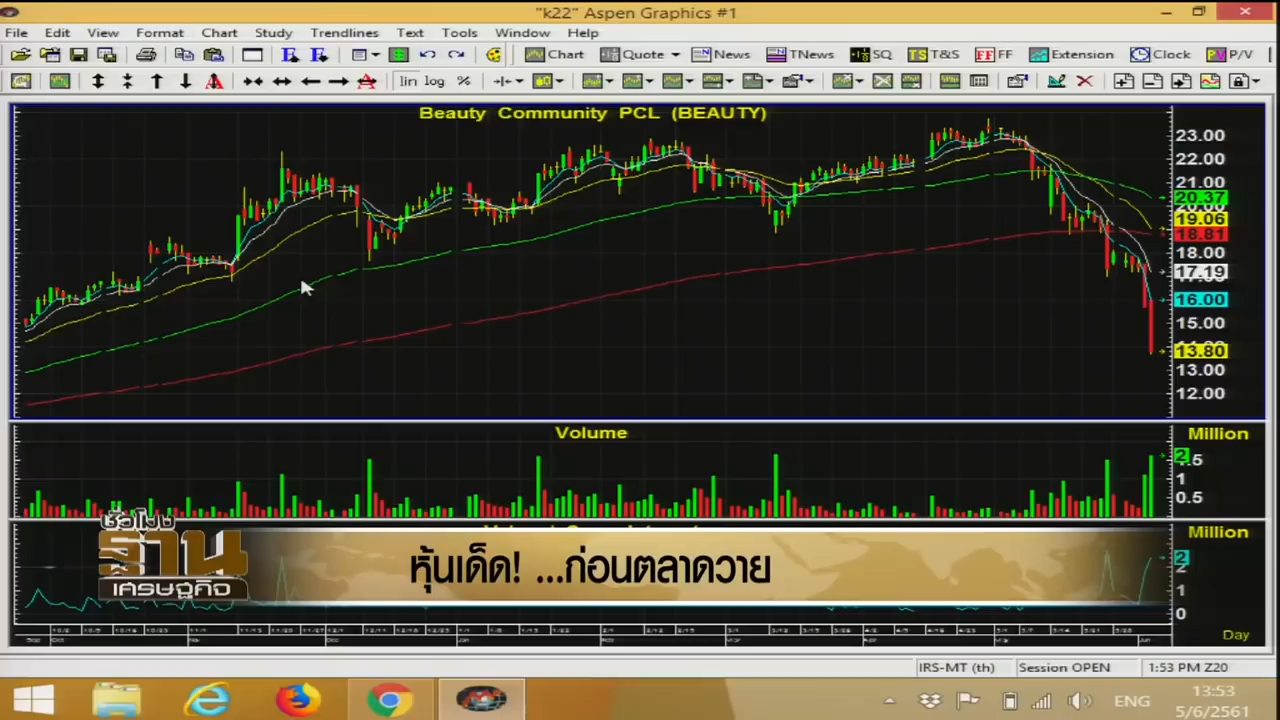 "k22" Aspen Graphics #1
File Edit View Format Chart Study Trendlines Text Tools Window Help
Chart Quote News TNews SQ T&S FF Extension Clock P/V
lin log %
Beauty Community PCL (BEAUTY)
23.00
22.00
21.00
20.37
19.06
18.81
18.00
17.19
16.00
15.00
13.80
13.00
12.00
Volume
Million
1
0.5
Million
2
1
0
Day
ชั่วโมง
ฐาน
เศรษฐกิจ
หุ้นเด็ด! ...ก่อนตลาดวาย
IRS-MT (th) Session OPEN 1:53 PM Z20
ENG
13:53
5/6/2561